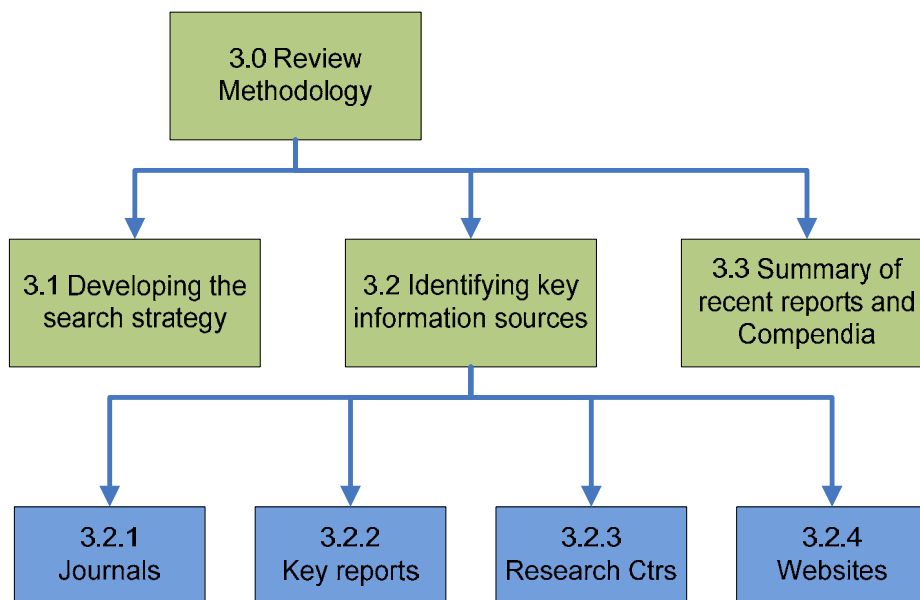 3.0 Review
Methodology
3.1 Developing the
search strategy
3.2 Identifying key
information sources
3.3 Summary of
recent reports and
Compendia
3.2.1
Journals
3.2.2
Key reports
3.2.3
Research Ctrs
3.2.4
Websites